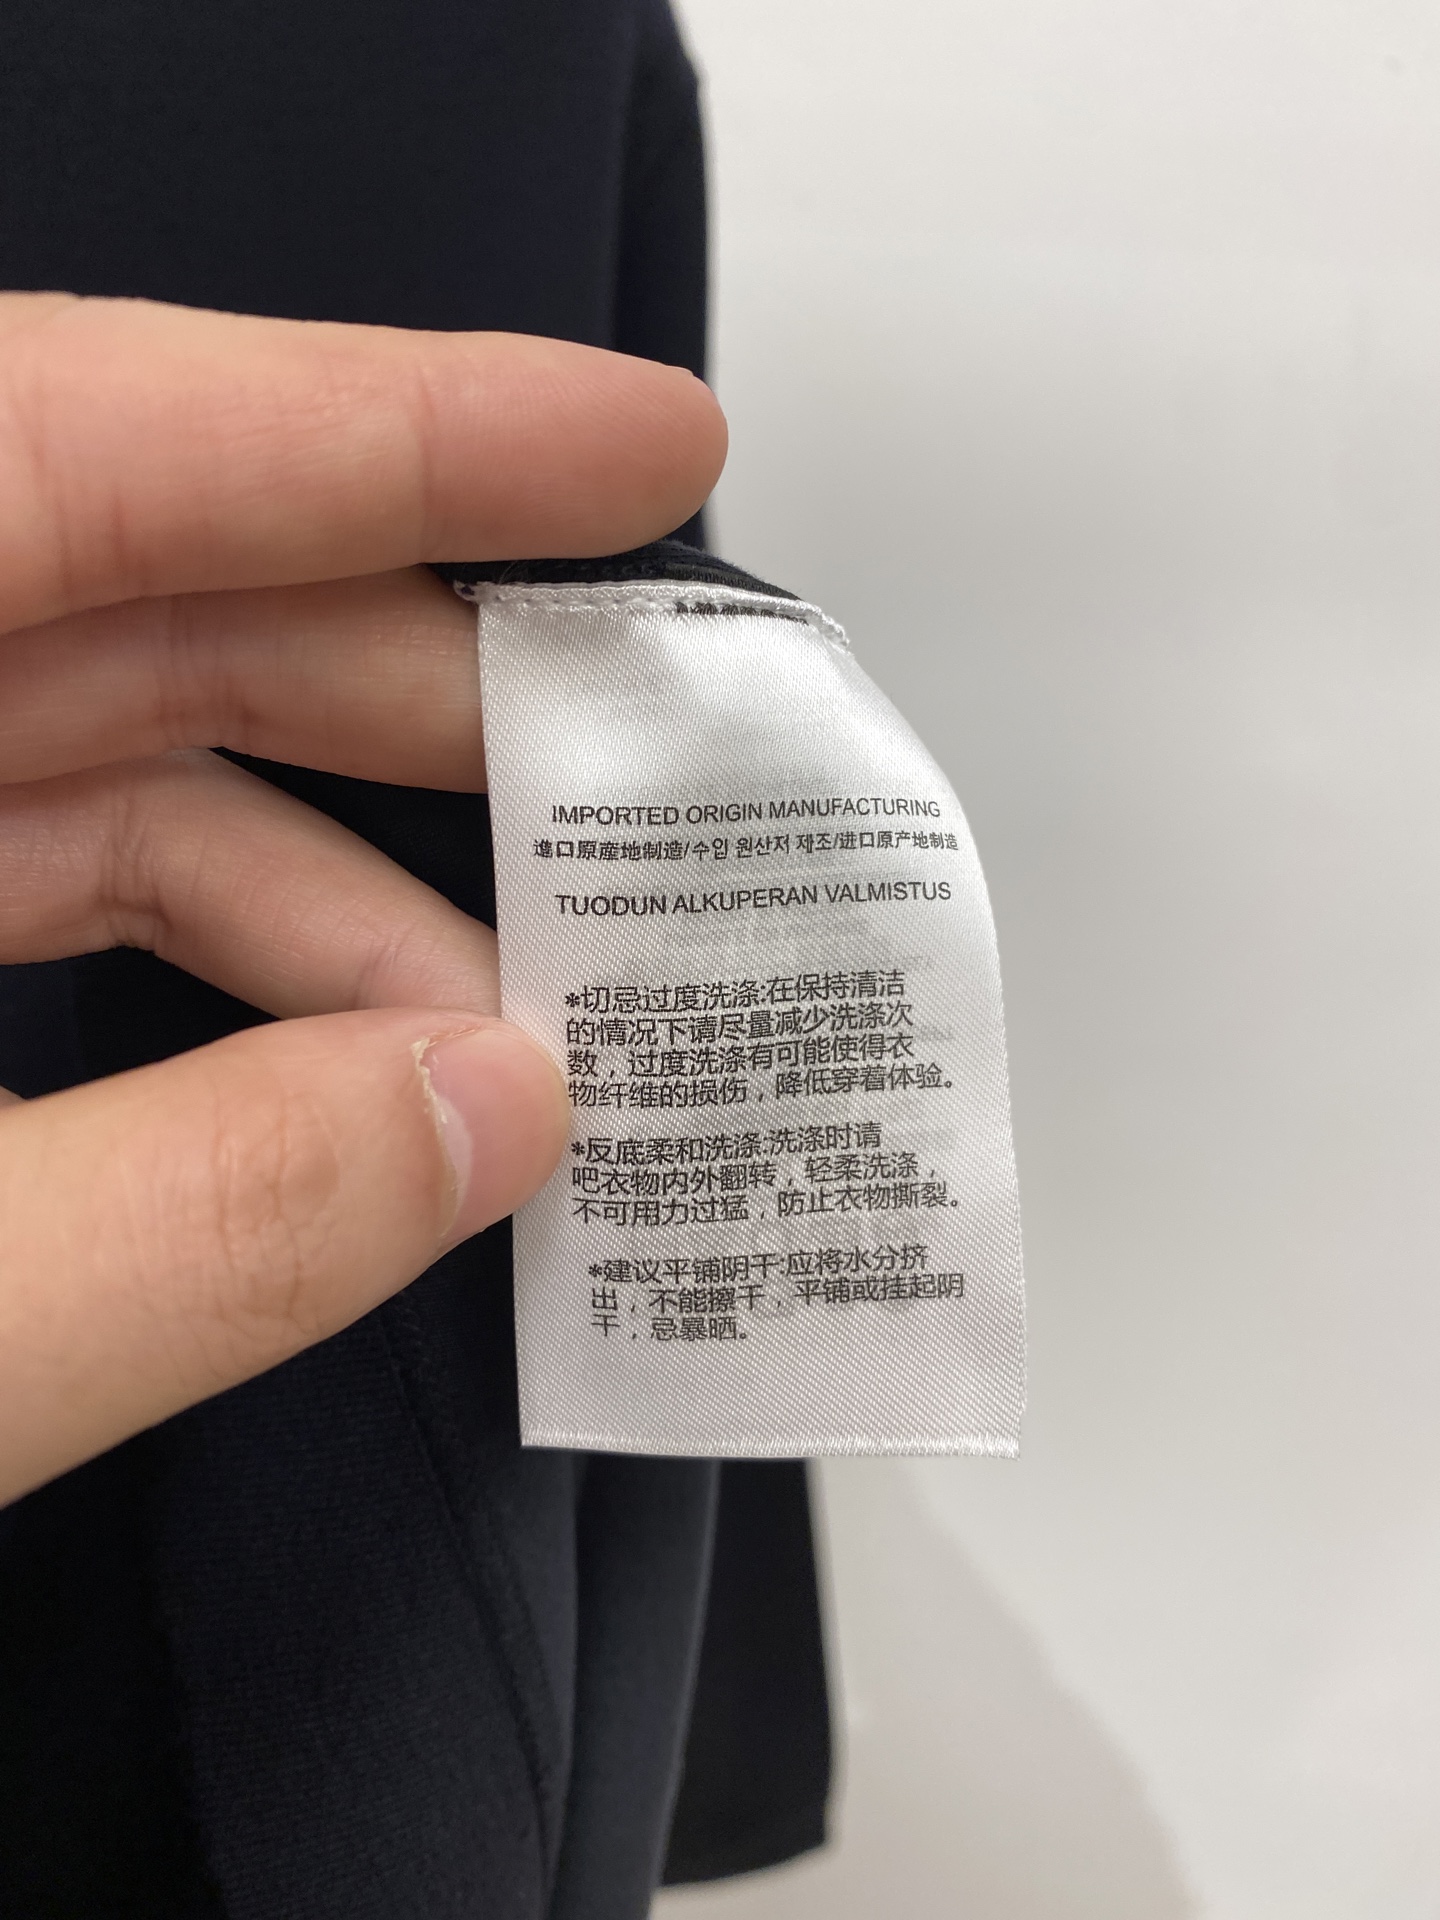 IMPORTED ORIGIN MANUFACTURING
進口原産地制造/수입 원산저 제조/进口原产地制造
TUODUN ALKUPERAN VALMISTUS
*切忌过度洗涤:在保持清洁
的情况下请尽量减少洗涤次
数，过度洗涤有可能使得衣
物纤维的损伤，降低穿着体验。
*反底柔和洗涤:洗涤时请
吧衣物内外翻转，轻柔洗涤，
不可用力过猛，防止衣物撕裂。
*建议平铺阴干:应将水分挤
出，不能擦干，平铺或挂起阴
干，忌暴晒。